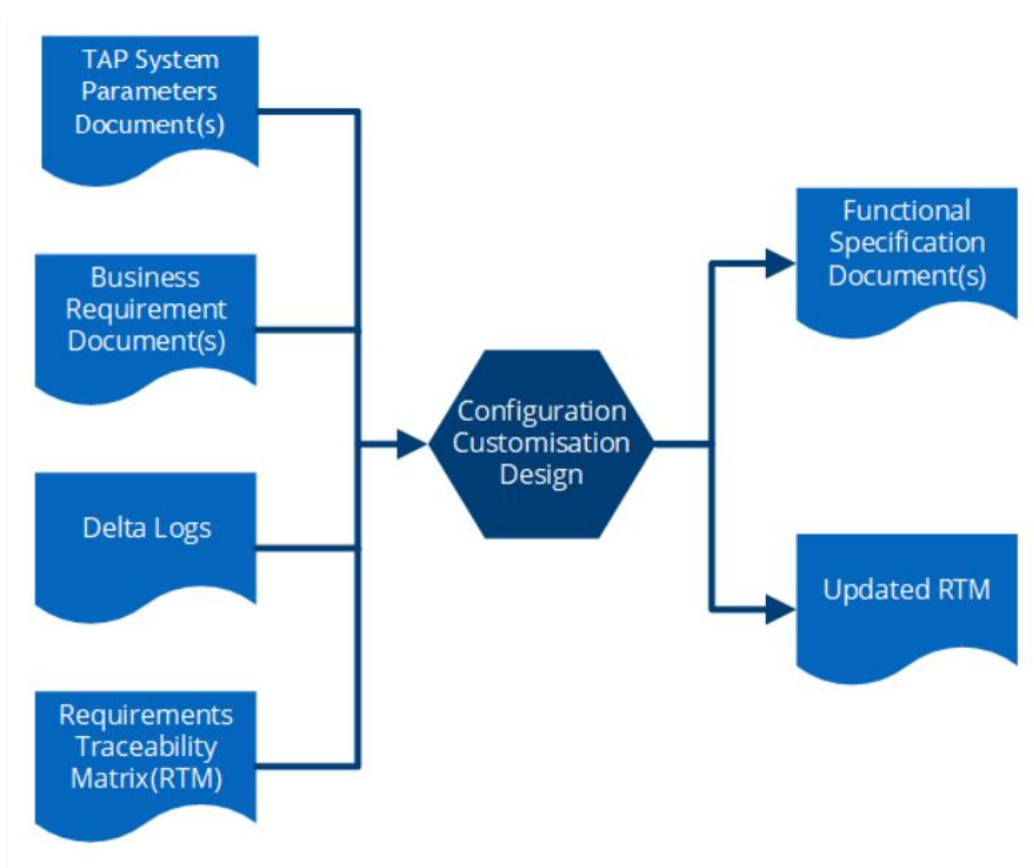 TAP System
Parameters
Document(s)
Business
Requirement
Document(s)
Delta Logs
Requirements
Traceability
Matrix(RTM)
Configuration
Customisation
Design
Functional
Specification
Document(s)
Updated RTM